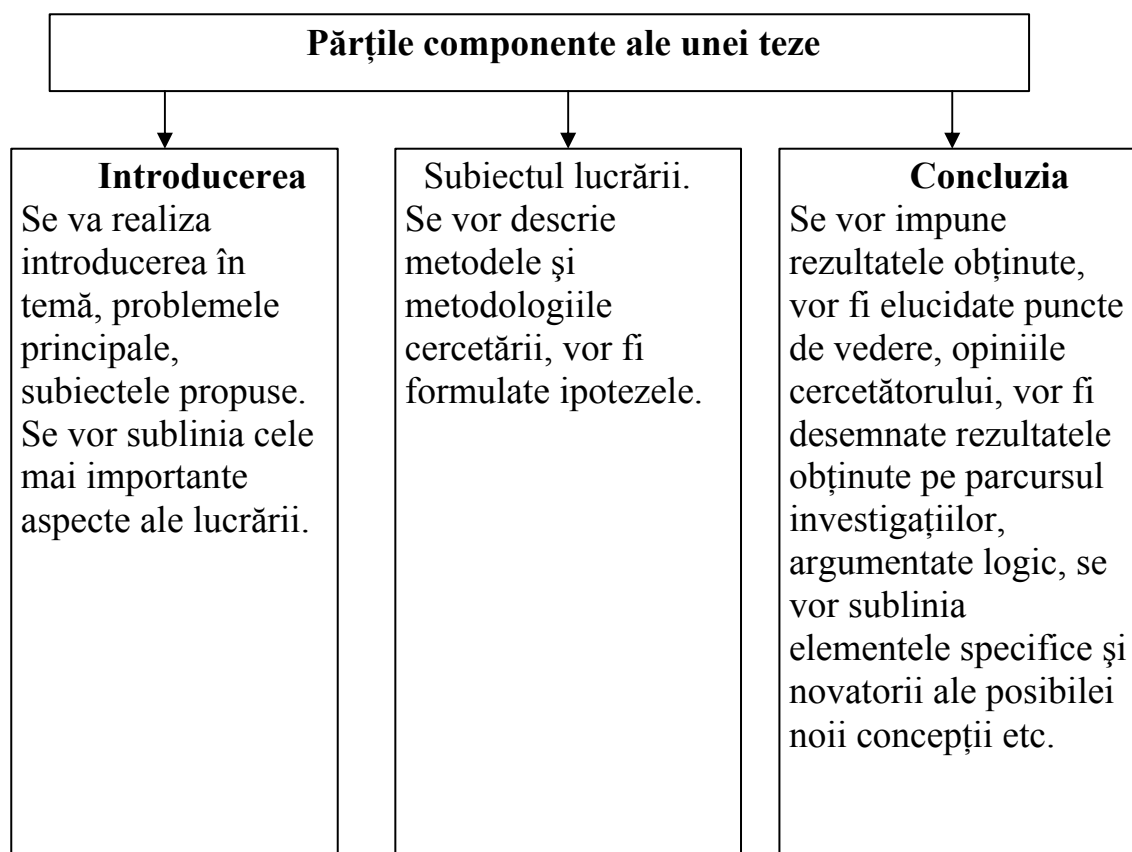 Părțile componente ale unei teze
Introducerea
Se va realiza
introducerea în
temă, problemele
principale,
subiectele propuse.
Se vor sublinia cele
mai importante
aspecte ale lucrării.
Subiectul lucrării.
Se vor descrie
metodele şi
metodologiile
cercetării, vor fi
formulate ipotezele.
Concluzia
Se vor impune
rezultatele obținute,
vor fi elucidate puncte
de vedere, opiniile
cercetătorului, vor fi
desemnate rezultatele
obținute pe parcursul
investigațiilor,
argumentate logic, se
vor sublinia
elementele specifice şi
novatorii ale posibilei
noii concepții etc.